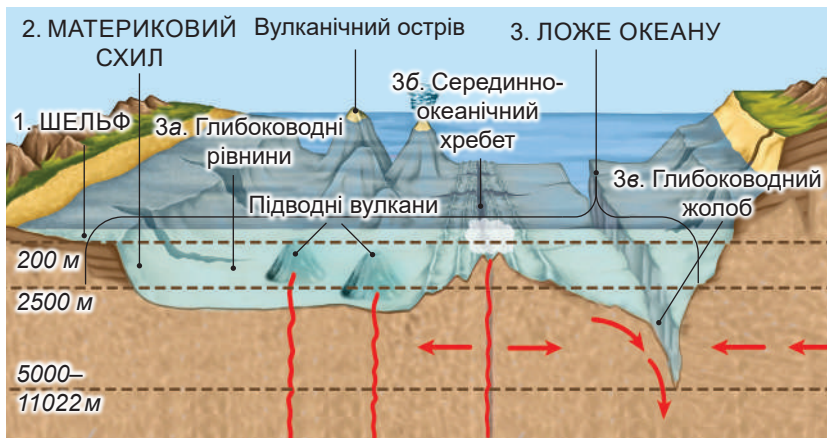 2. МАТЕРИКОВИЙ
СХИЛ
Вулканічний острів
3. ЛОЖЕ ОКЕАНУ
1. ШЕЛЬФ
3а. Глибоководні
рівнини
3б. Серединно-
океанічний
хребет
3в. Глибоководний
жолоб
Підводні вулкани
200 м
2500 м
5000–
11022 м